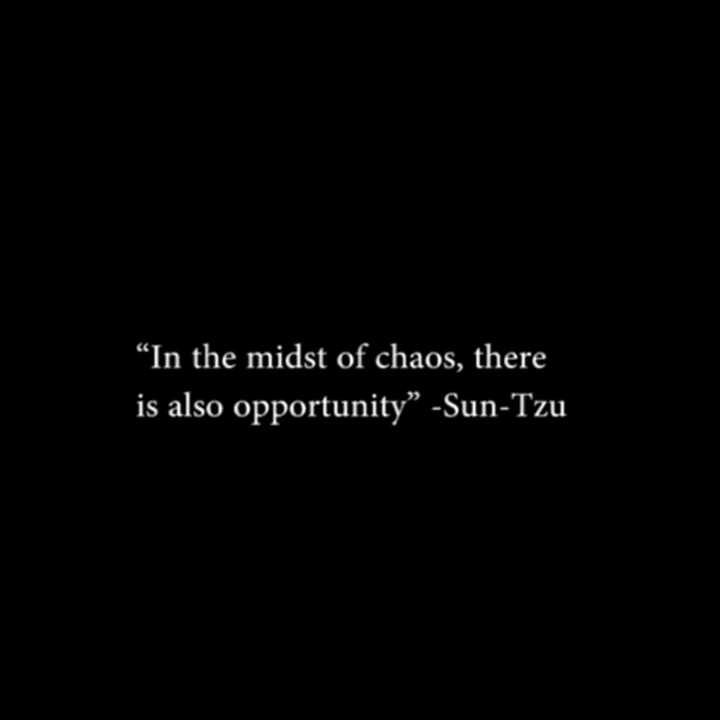 “In the midst of chaos, there
is also opportunity” -Sun-Tzu